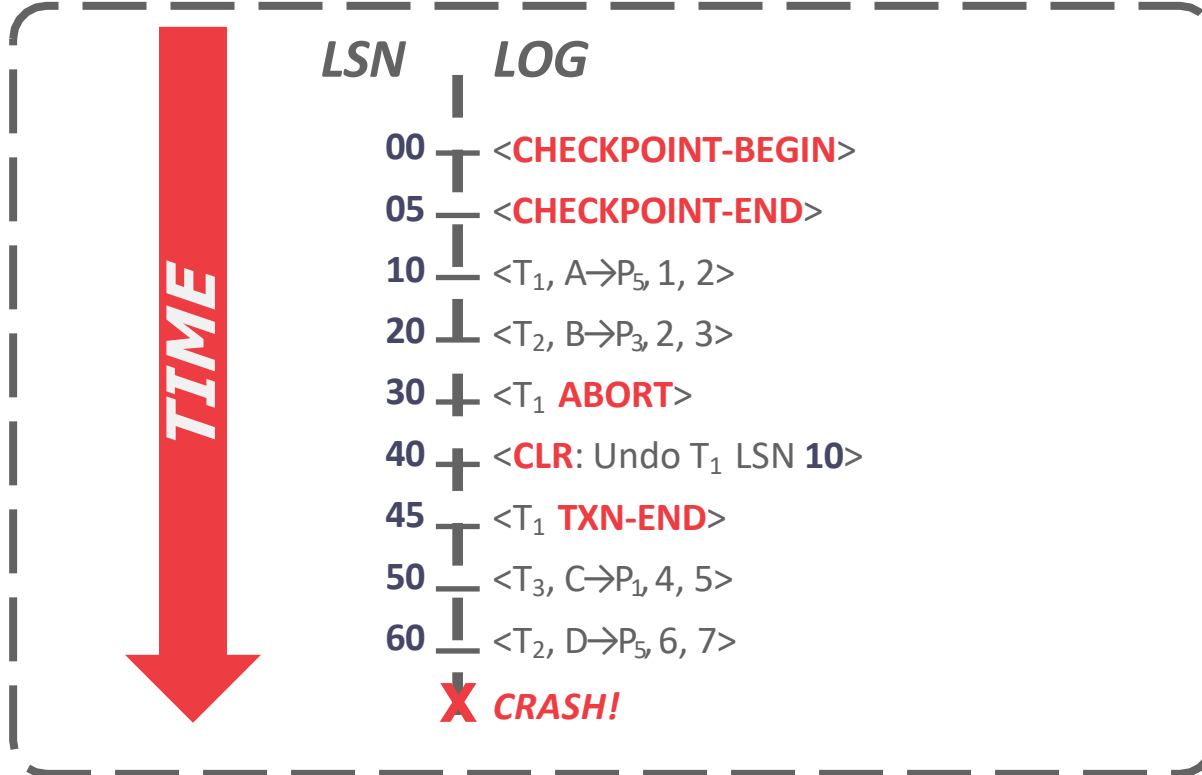 TIME
LSN LOG
00 <CHECKPOINT-BEGIN>
05 <CHECKPOINT-END>
10 <T₁, A→P₅, 1, 2>
20 <T₂, B→P₃, 2, 3>
30 <T₁ ABORT>
40 <CLR: Undo T₁ LSN 10>
45 <T₁ TXN-END>
50 <T₃, C→P₁, 4, 5>
60 <T₂, D→P₅, 6, 7>
X CRASH!